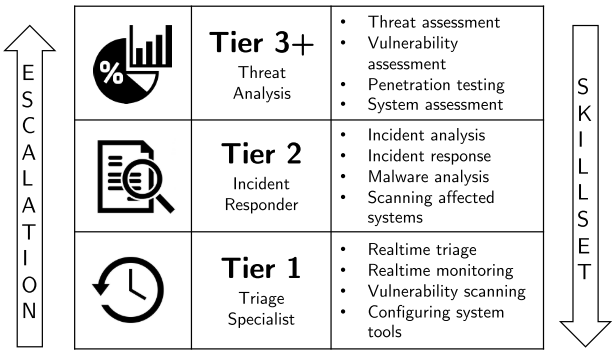 ESCALATION
%
Tier 3+
Threat
Analysis
• Threat assessment
• Vulnerability
assessment
• Penetration testing
• System assessment
Tier 2
Incident
Responder
• Incident analysis
• Incident response
• Malware analysis
• Scanning affected
systems
Tier 1
Triage
Specialist
• Realtime triage
• Realtime monitoring
• Vulnerability scanning
• Configuring system
tools
SKILLSET